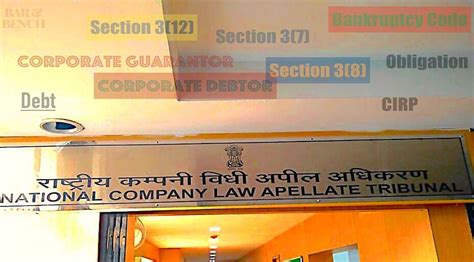 BAR & BENCH
Section 3(12)
Section 3(7)
Bankruptcy Code
CORPORATE GUARANTOR
CORPORATE DEBTOR
Section 3(8)
Obligation
Debt
CIRP
राष्ट्रीय कम्पनी विधी अपील अधिकरण
NATIONAL COMPANY LAW APELLATE TRIBUNAL